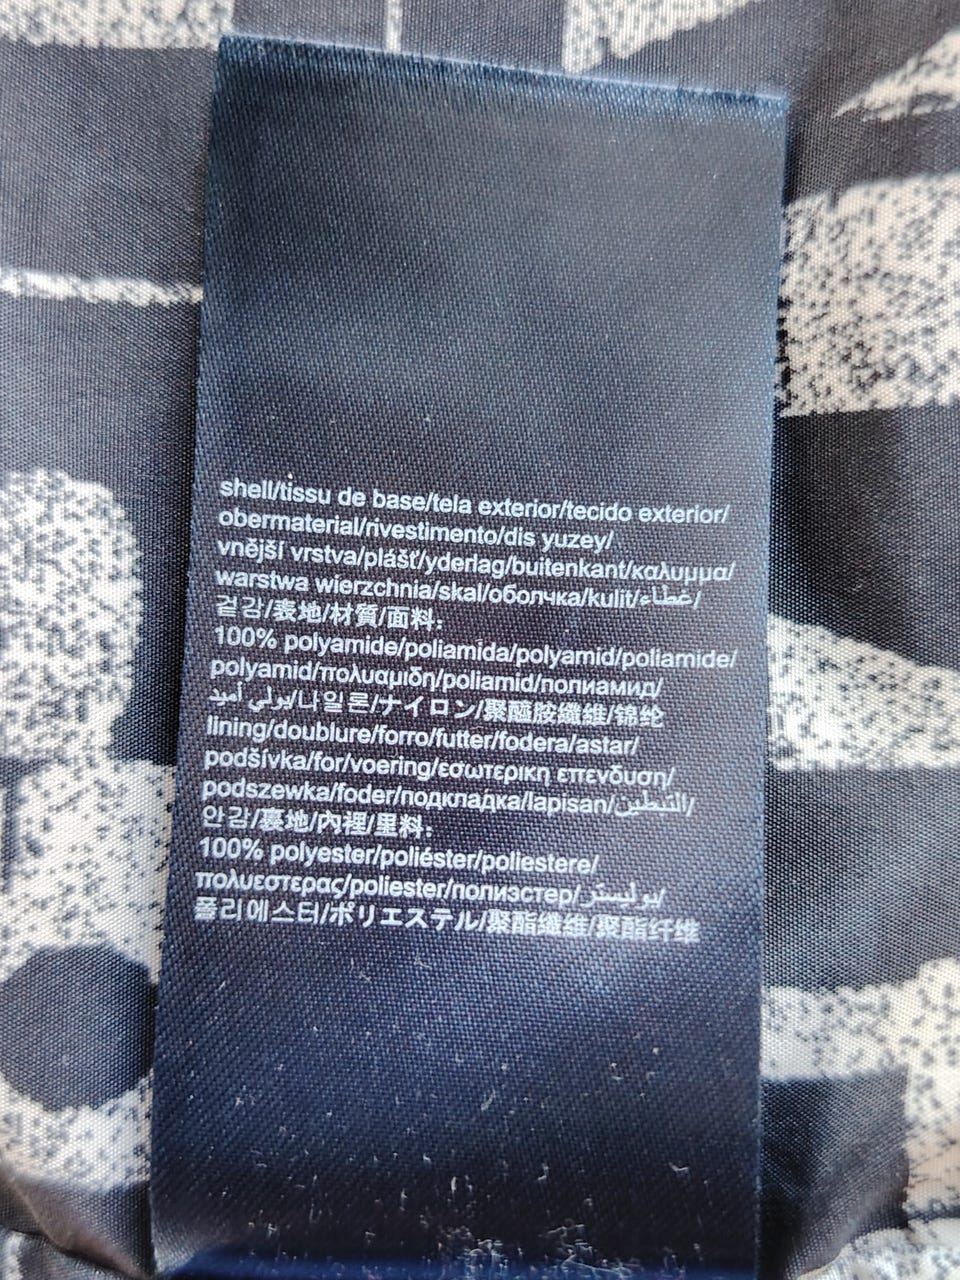 shell/tissu de base/tela exterior/tecido exterior/
obermaterial/rivestimento/dis yuzey/
vnější vrstva/plášť/yderlag/buitenkant/καλυμμα/
warstwa wierzchnia/skal/оболчка/kulit/غطاء/
겉감/表地/材質/面料:
100% polyamide/poliamida/polyamid/poliamide/
polyamid/πολυαμιδη/poliamid/полиамид/
بولي أميد/나일론/ナイロン/聚醯胺纖維/锦纶
lining/doublure/forro/futter/fodera/astar/
podšívka/for/voering/εσωτερικη επενδυση/
podszewka/foder/подкладка/lapisan/التبطين/
안감/裏地/內裡/里料:
100% polyester/poliéster/poliestere/
πολυεστερας/poliester/полиэстер/بوليستر/
폴리에스터/ポリエステル/聚酯纖維/聚酯纤维